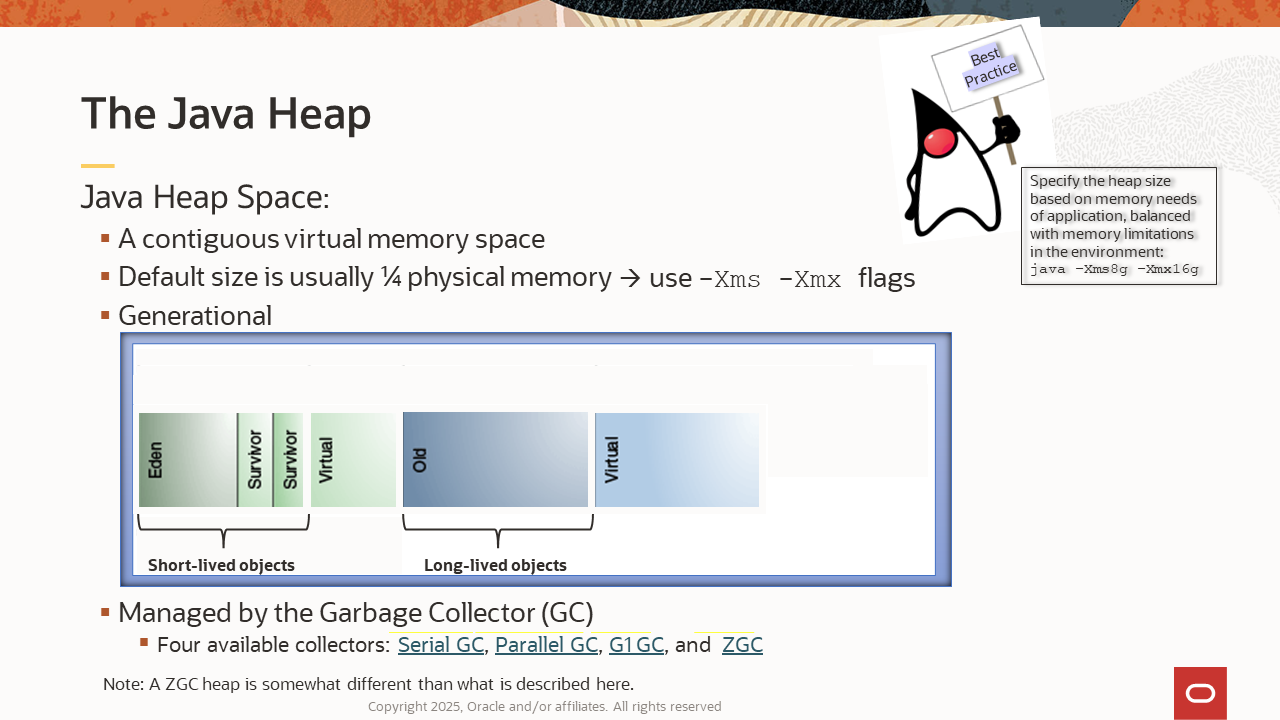 Best
Practice
The Java Heap
Specify the heap size
based on memory needs
of application, balanced
with memory limitations
in the environment:
java -Xms8g -Xmx16g
Java Heap Space:
▪ A contiguous virtual memory space
▪ Default size is usually ¼ physical memory → use -Xms -Xmx flags
▪ Generational
Eden
Survivor
Survivor
Virtual
Old
Virtual
Short-lived objects
Long-lived objects
▪ Managed by the Garbage Collector (GC)
▪ Four available collectors: Serial GC, Parallel GC, G1GC, and ZGC
Note: A ZGC heap is somewhat different than what is described here.
Copyright 2025, Oracle and/or affiliates. All rights reserved